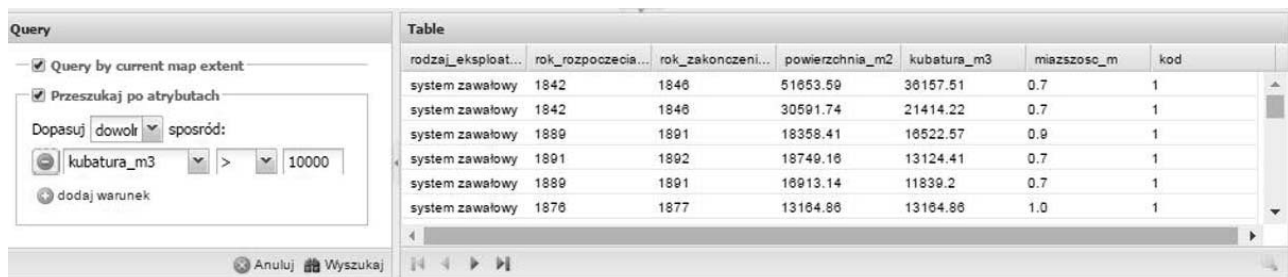 Query
Query by current map extent
Przeszukaj po atrybutach
Dopasuj dowolr sposród:
kubatura_m3 > 10000
dodaj warunek
Anuluj Wyszukaj
Table
rodzaj_eksploat... rok_rozpoczecia... rok_zakonczeni... powierzchnia_m2 kubatura_m3 miazszosc_m kod
system zawałowy 1842 1846 51653.59 36157.51 0.7 1
system zawałowy 1842 1846 30591.74 21414.22 0.7 1
system zawałowy 1889 1891 18358.41 16522.57 0.9 1
system zawałowy 1891 1892 18749.16 13124.41 0.7 1
system zawałowy 1889 1891 16913.14 11839.2 0.7 1
system zawałowy 1876 1877 13164.86 13164.86 1.0 1